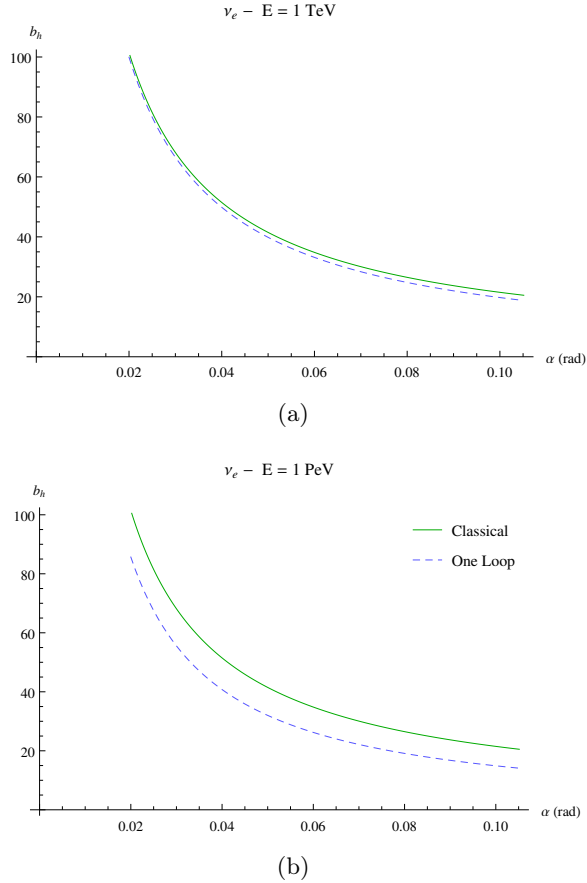 ν_e − E = 1 TeV
b_h
100
80
60
40
20
0.02 0.04 0.06 0.08 0.10 α (rad)
(a)
ν_e − E = 1 PeV
b_h
100
Classical
80
One Loop
60
40
20
0.02 0.04 0.06 0.08 0.10 α (rad)
(b)